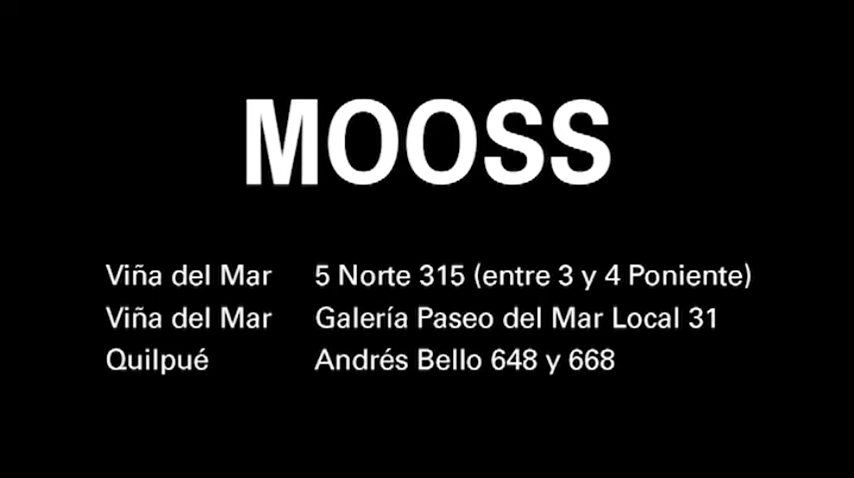 MOOSS
Viña del Mar 5 Norte 315 (entre 3 y 4 Poniente)
Viña del Mar Galería Paseo del Mar Local 31
Quilpué Andrés Bello 648 y 668